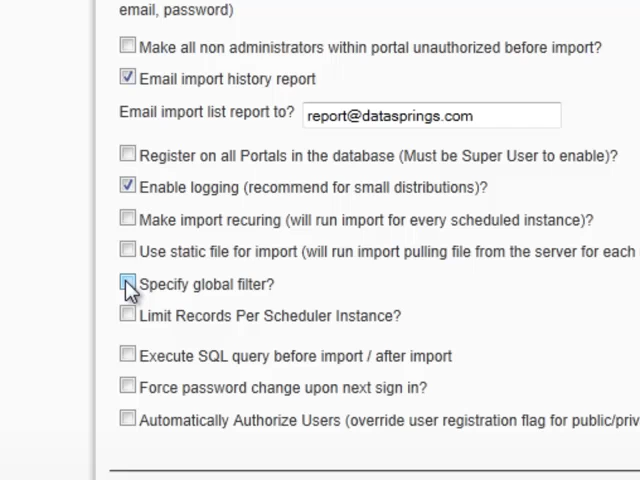 email, password)
Make all non administrators within portal unauthorized before import?
Email import history report
Email import list report to? report@datasprings.com
Register on all Portals in the database (Must be Super User to enable)?
Enable logging (recommend for small distributions)?
Make import recuring (will run import for every scheduled instance)?
Use static file for import (will run import pulling file from the server for each
Specify global filter?
Limit Records Per Scheduler Instance?
Execute SQL query before import / after import
Force password change upon next sign in?
Automatically Authorize Users (override user registration flag for public/priv